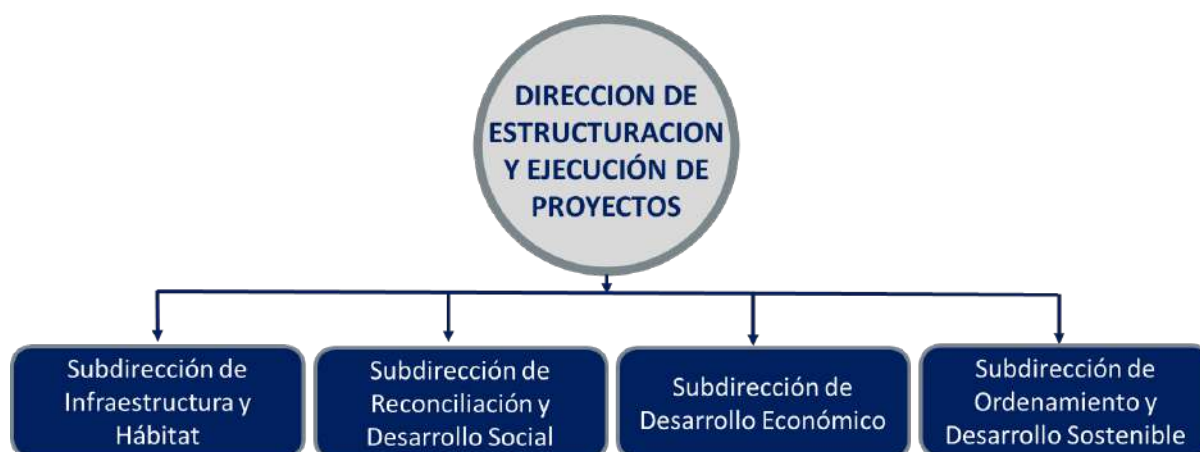 DIRECCION DE
ESTRUCTURACION
Y EJECUCIÓN DE
PROYECTOS
Subdirección de
Infraestructura y
Hábitat
Subdirección de
Reconciliación y
Desarrollo Social
Subdirección de
Desarrollo Económico
Subdirección de
Ordenamiento y
Desarrollo Sostenible